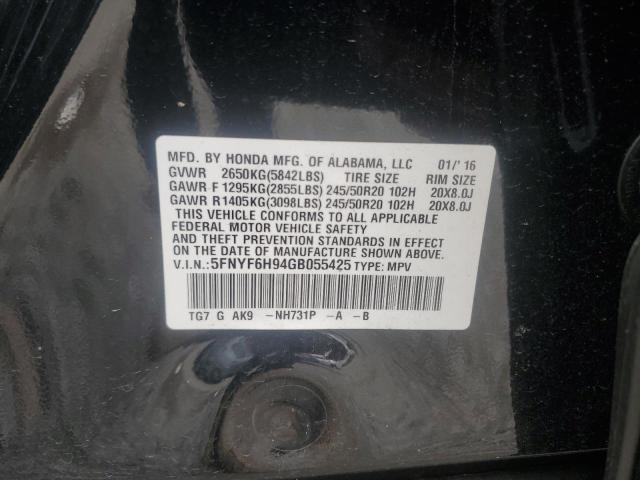 MFD. BY HONDA MFG. OF ALABAMA, LLC 01/'16
GVWR 2650KG(5842LBS) TIRE SIZE RIM SIZE
GAWR F 1295KG(2855LBS) 245/50R20 102H 20X8.0J
GAWR R1405KG(3098LBS) 245/50R20 102H 20X8.0J
THIS VEHICLE CONFORMS TO ALL APPLICABLE
FEDERAL MOTOR VEHICLE SAFETY
AND THEFT PREVENTION STANDARDS IN EFFECT
ON THE DATE OF MANUFACTURE SHOWN ABOVE.
V.I.N.: 5FNYF6H94GB055425 TYPE: MPV
TG7 G AK9 -NH731P -A -B